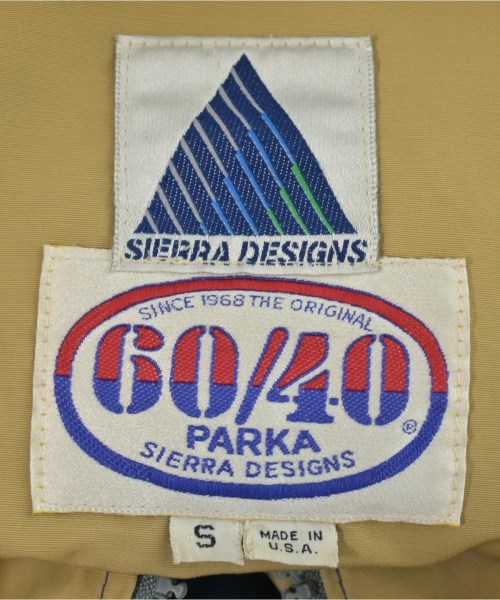 SIERRA DESIGNS
SINCE 1968 THE ORIGINAL
60/40
®
PARKA
SIERRA DESIGNS
S
MADE IN
U.S.A.